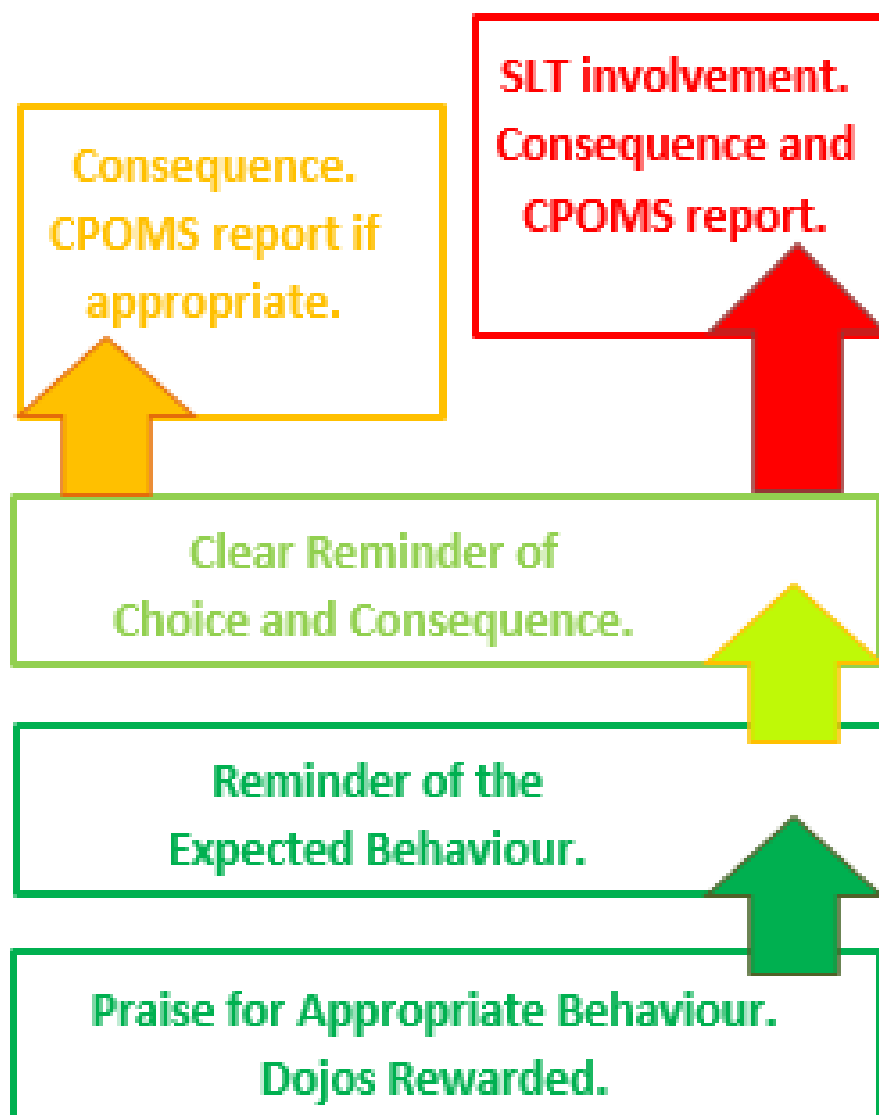 SLT involvement.
Consequence and
CPOMS report.
Consequence.
CPOMS report if
appropriate.
Clear Reminder of
Choice and Consequence.
Reminder of the
Expected Behaviour.
Praise for Appropriate Behaviour.
Dojos Rewarded.